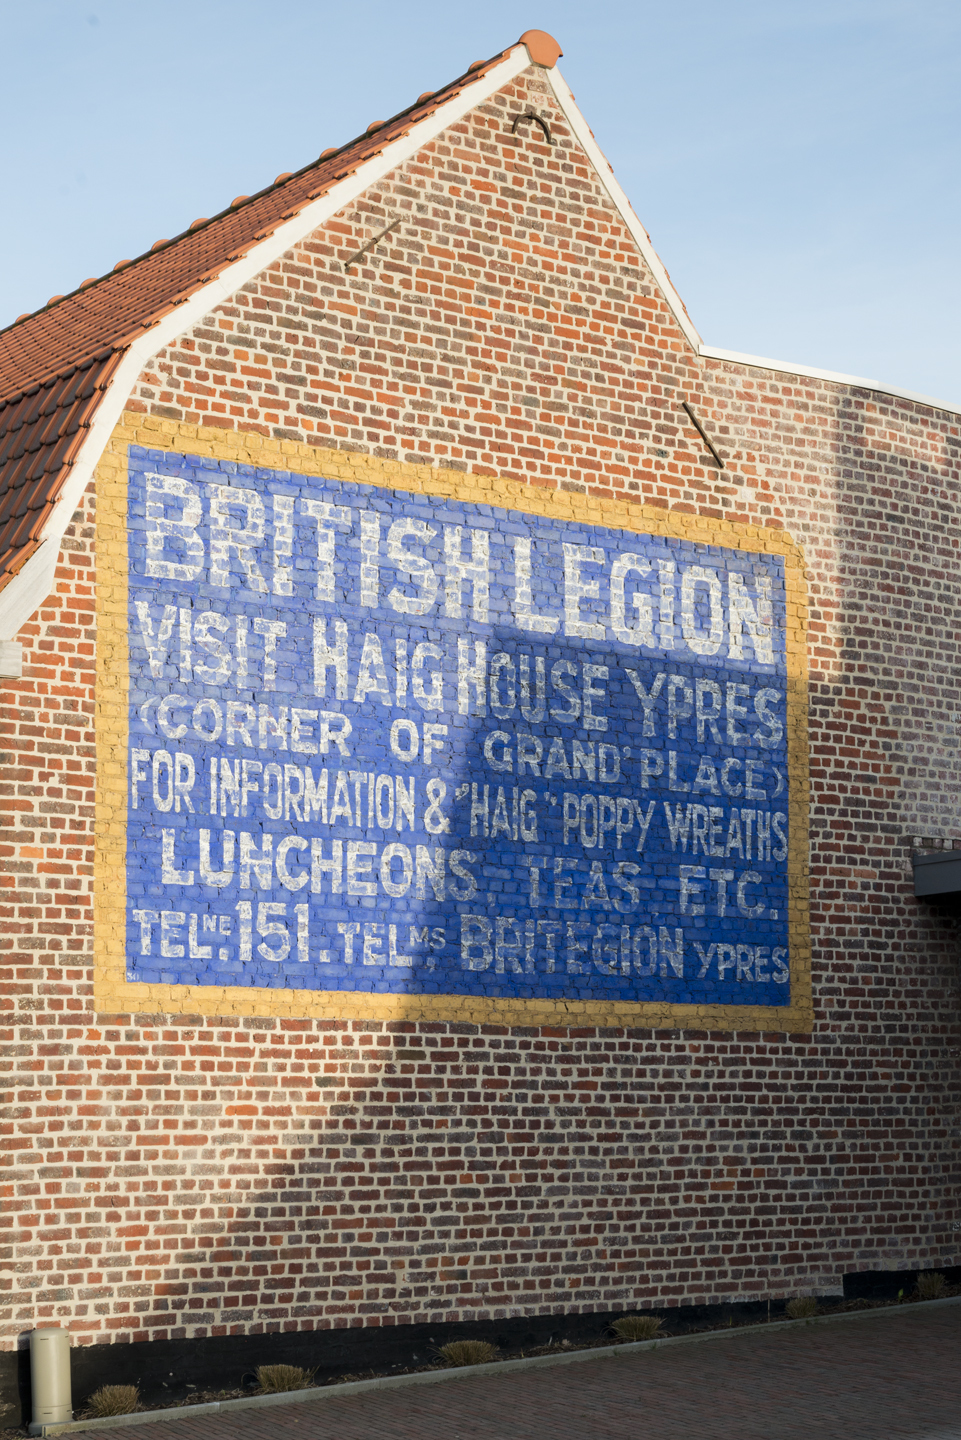 BRITISH LEGION
VISIT HAIG HOUSE YPRES
(CORNER OF GRAND'PLACE)
FOR INFORMATION & "HAIG" POPPY WREATHS
LUNCHEONS TEAS ETC.
TEL. NE 151. TEL. MS BRITEGION YPRES